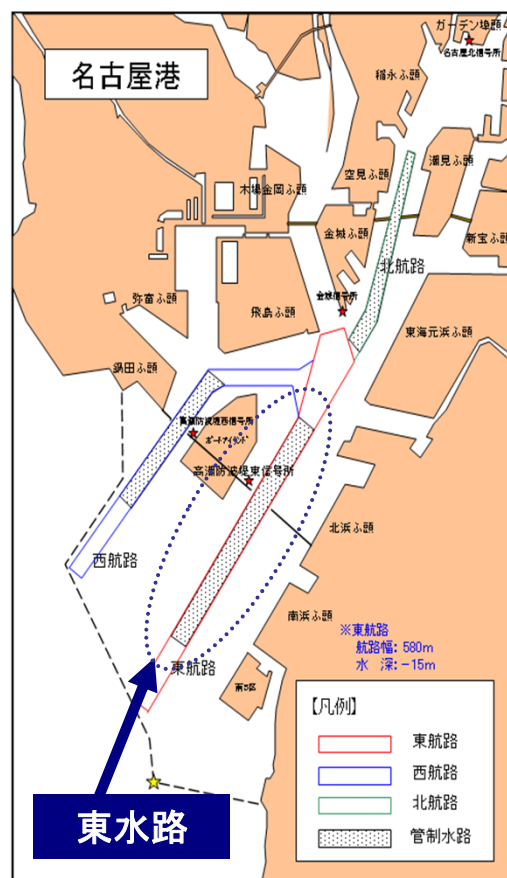 ガーデン埠頭
名古屋北信号所
名古屋港
稲永ふ頭
潮見ふ頭
空見ふ頭
木場金岡ふ頭
金城ふ頭
新宝ふ頭
北航路
弥富ふ頭
金城信号所
飛島ふ頭
東海元浜ふ頭
鍋田ふ頭
高潮防波堤西信号所
ポートアイランド
高潮防波堤東信号所
北浜ふ頭
西航路
南浜ふ頭
※東航路
航路幅: 580m
水 深: -15m
東航路
南5区
【凡例】
東航路
西航路
北航路
管制水路
東水路